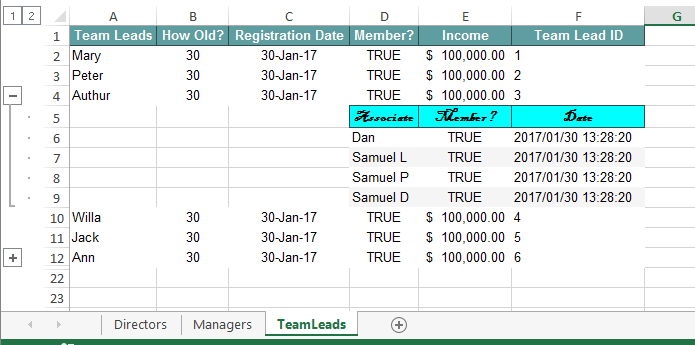 1 2
A B C D E F G
1 Team Leads How Old? Registration Date Member? Income Team Lead ID
2 Mary 30 30-Jan-17 TRUE $ 100,000.00 1
3 Peter 30 30-Jan-17 TRUE $ 100,000.00 2
4 Authur 30 30-Jan-17 TRUE $ 100,000.00 3
5 Associate Member? Date
6 Dan TRUE 2017/01/30 13:28:20
7 Samuel L TRUE 2017/01/30 13:28:20
8 Samuel P TRUE 2017/01/30 13:28:20
9 Samuel D TRUE 2017/01/30 13:28:20
10 Willa 30 30-Jan-17 TRUE $ 100,000.00 4
11 Jack 30 30-Jan-17 TRUE $ 100,000.00 5
12 Ann 30 30-Jan-17 TRUE $ 100,000.00 6
22
23
Directors Managers TeamLeads